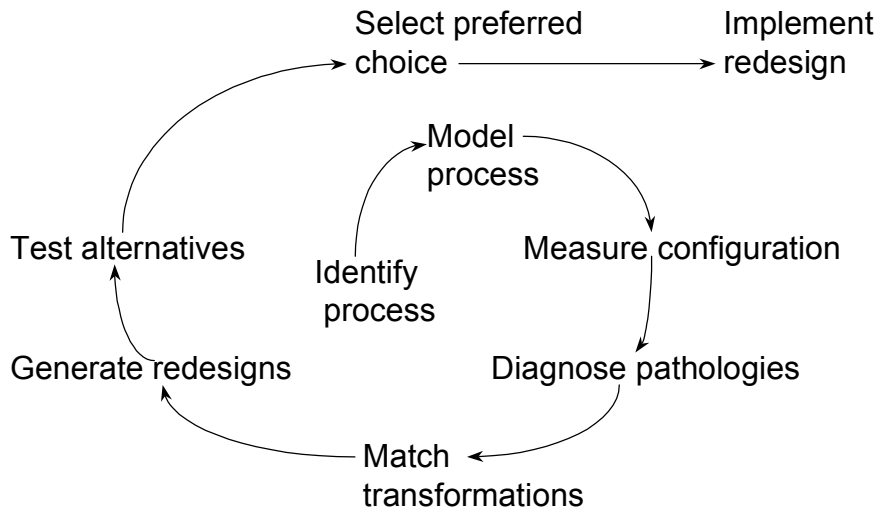 Select preferred
choice
Implement
redesign
Model
process
Test alternatives
Measure configuration
Identify
process
Generate redesigns
Diagnose pathologies
Match
transformations